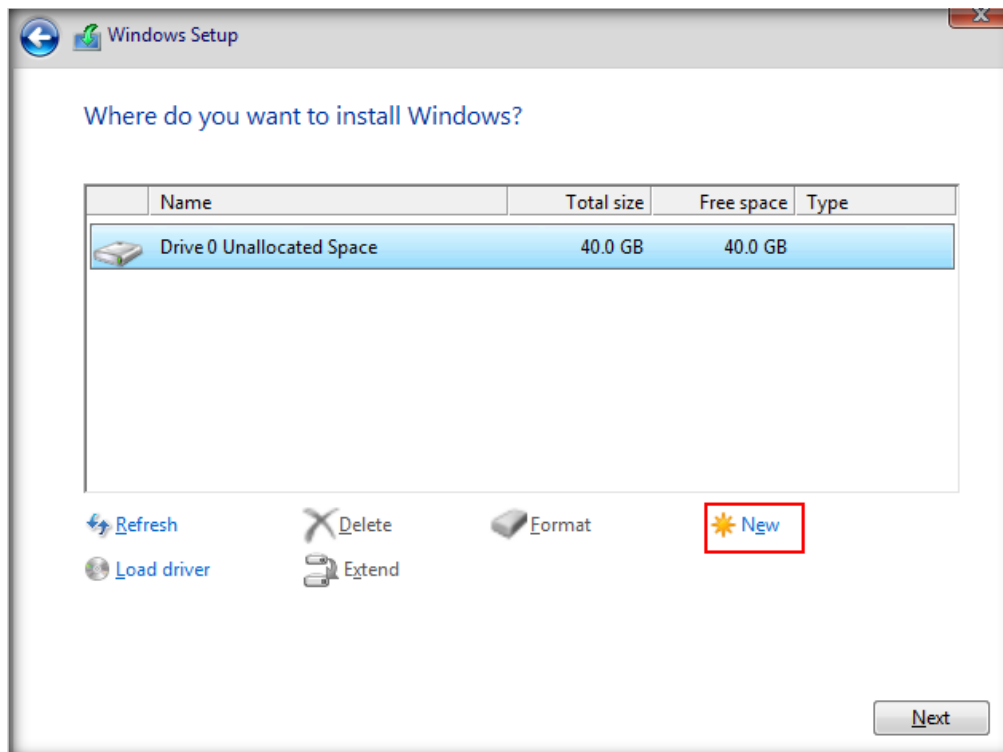 Windows Setup
Where do you want to install Windows?
Name Total size Free space Type
Drive 0 Unallocated Space 40.0 GB 40.0 GB
Refresh Delete Format New
Load driver Extend
Next